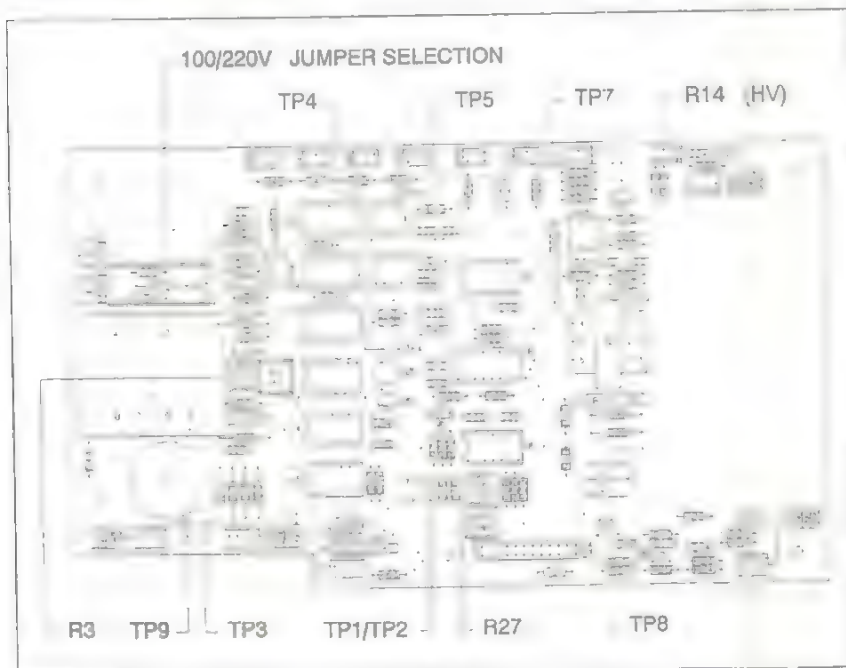 100/220V JUMPER SELECTION
TP4 TP5 TP7 R14 (HV)
R3 TP9 TP3 TP1/TP2 R27 TP8